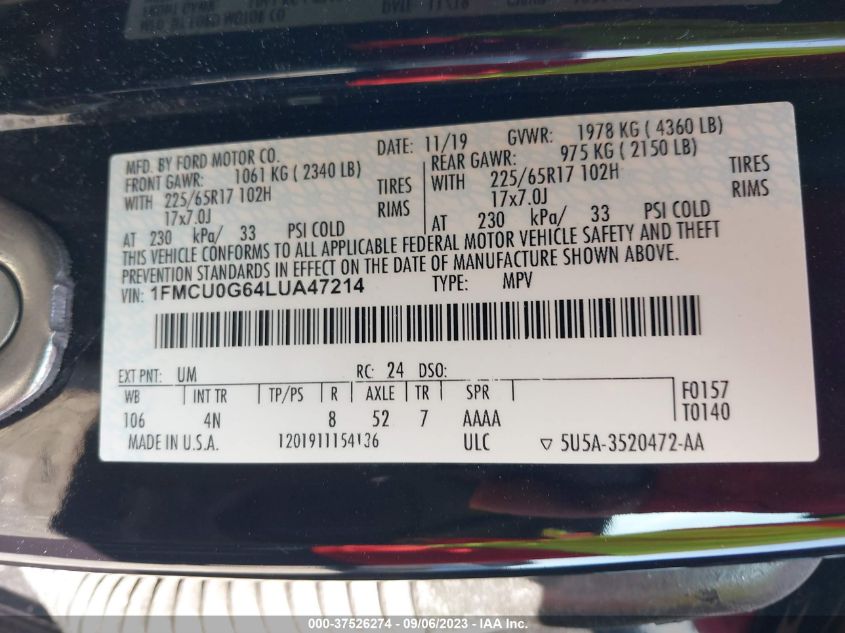 MFD. BY FORD MOTOR CO.
DATE: 11/19 GVWR: 1978 KG ( 4360 LB)
FRONT GAWR: 1061 KG ( 2340 LB)
REAR GAWR: 975 KG ( 2150 LB)
WITH 225/65R17 102H TIRES
WITH 225/65R17 102H TIRES
17x7.0J RIMS
17x7.0J RIMS
AT 230 kPa/ 33 PSI COLD
AT 230 kPa/ 33 PSI COLD
THIS VEHICLE CONFORMS TO ALL APPLICABLE FEDERAL MOTOR VEHICLE SAFETY AND THEFT
PREVENTION STANDARDS IN EFFECT ON THE DATE OF MANUFACTURE SHOWN ABOVE.
VIN: 1FMCU0G64LUA47214 TYPE: MPV
EXT PNT: UM RC: 24 DSO:
WB INT TR TP/PS R AXLE TR SPR F0157
106 4N 8 52 7 AAAA T0140
MADE IN U.S.A. 1201911154136 ULC ▽ 5U5A-3520472-AA
000-37526274 - 09/06/2023 - IAA Inc.